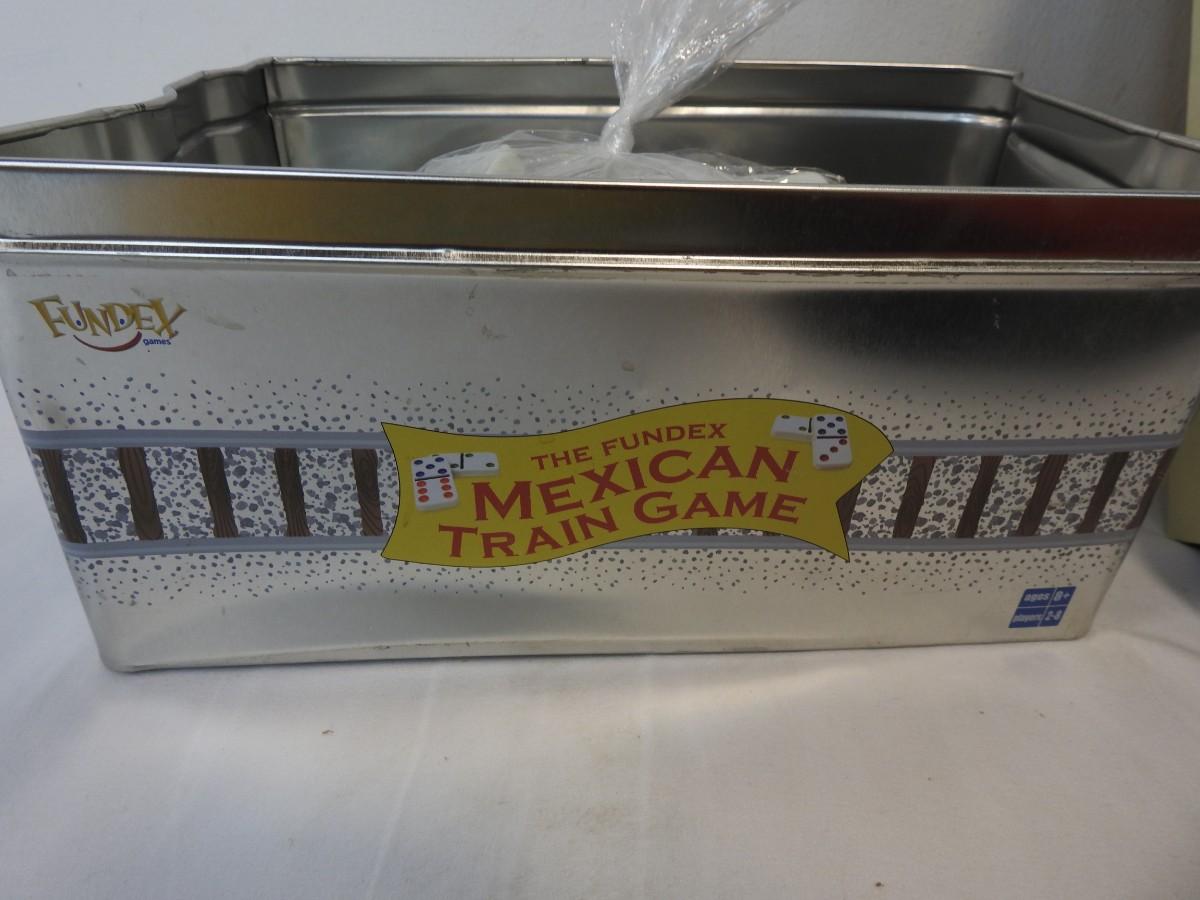 FUNDEX
games
THE FUNDEX
MEXICAN
TRAIN GAME
ages 8+
players 2-8